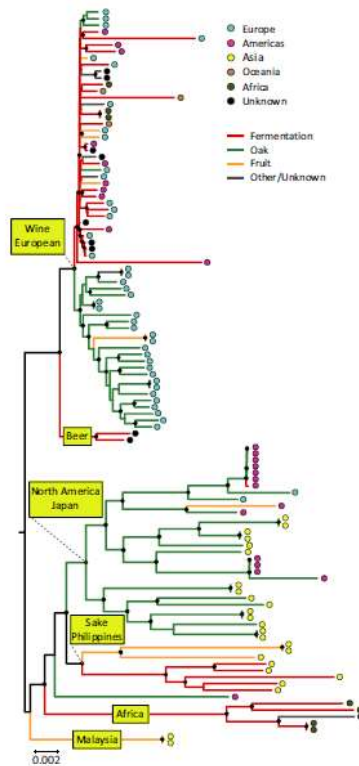 Europe
Americas
Asia
Oceania
Africa
Unknown
Fermentation
Oak
Fruit
Other/Unknown
Wine
European
Beer
North America
Japan
Sake
Philippines
Africa
Malaysia
0.002